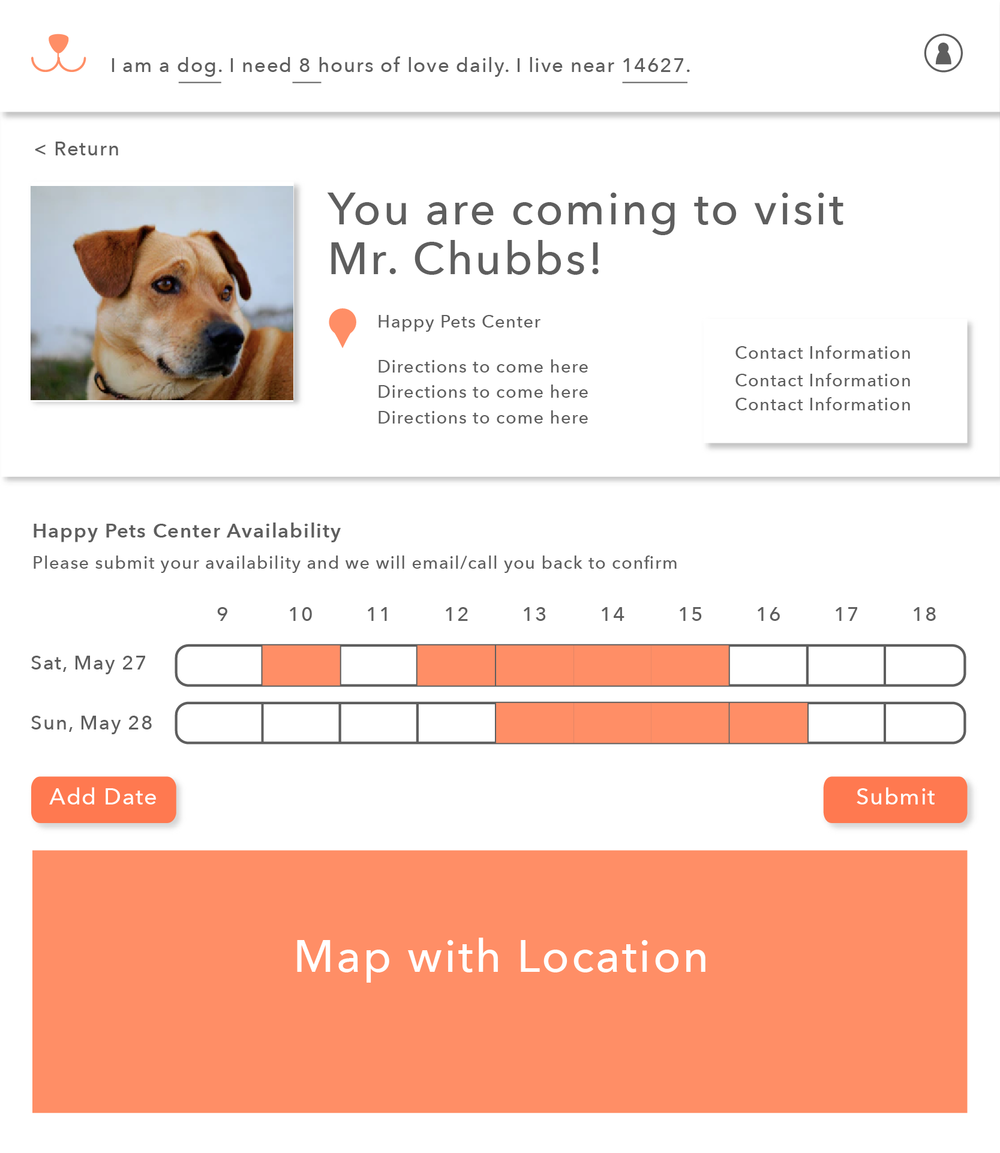 I am a dog. I need 8 hours of love daily. I live near 14627.
< Return
You are coming to visit
Mr. Chubbs!
Happy Pets Center
Directions to come here
Directions to come here
Directions to come here
Contact Information
Contact Information
Contact Information
Happy Pets Center Availability
Please submit your availability and we will email/call you back to confirm
9 10 11 12 13 14 15 16 17 18
Sat, May 27
Sun, May 28
Add Date
Submit
Map with Location